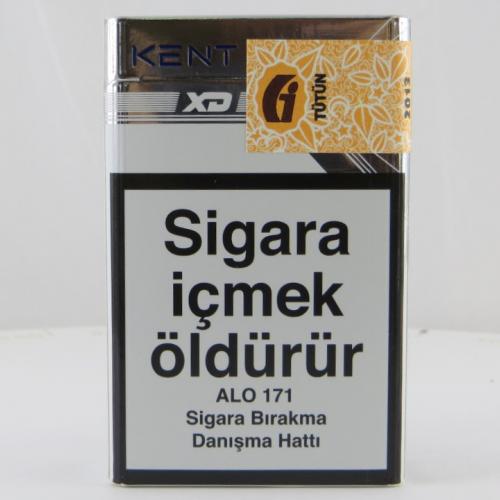 KENT
XD
G
TÜTÜN
2013
Sigara
içmek
öldürür
ALO 171
Sigara Bırakma
Danışma Hattı